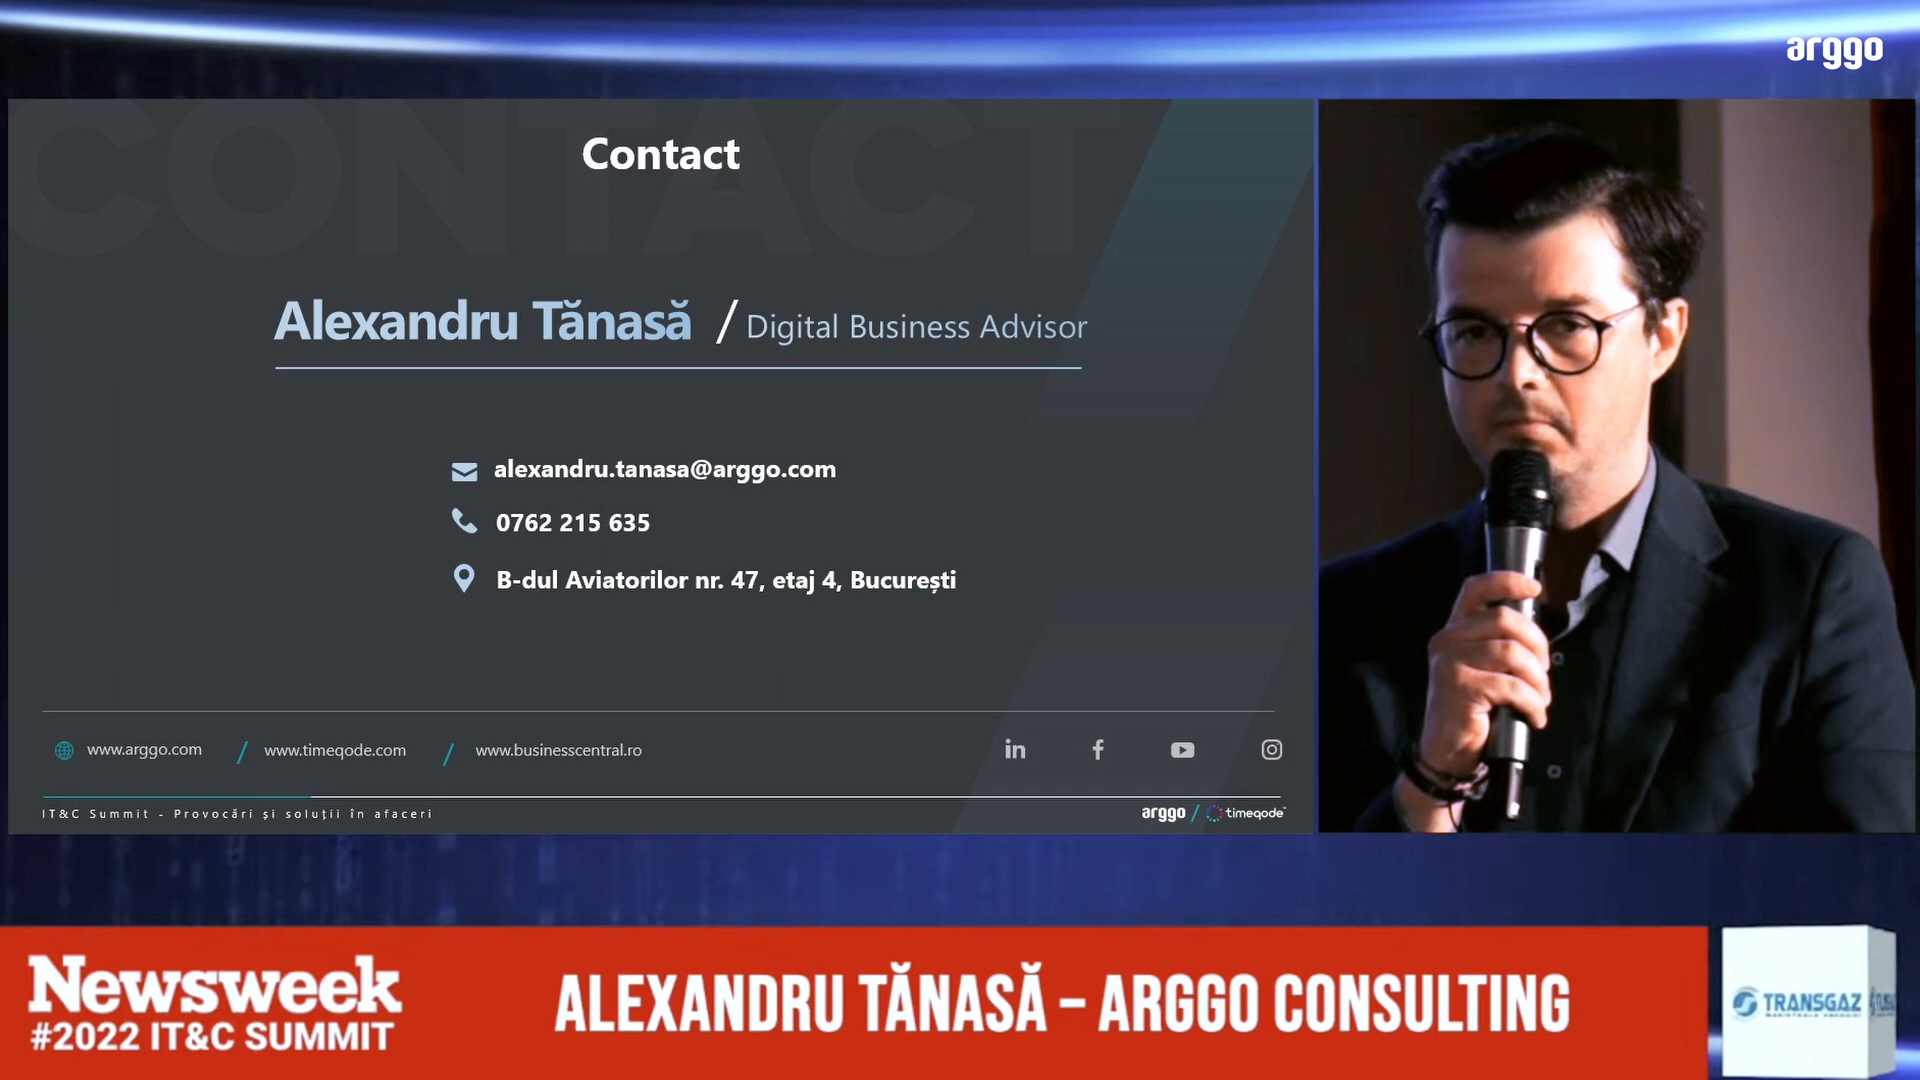 arggo
CONTACT
Contact
Alexandru Tănasă / Digital Business Advisor
alexandru.tanasa@arggo.com
0762 215 635
B-dul Aviatorilor nr. 47, etaj 4, București
www.arggo.com / www.timeqode.com / www.businesscentral.ro
IT&C Summit - Provocări și soluții în afaceri
arggo / timeqode
Newsweek
#2022 IT&C SUMMIT
ALEXANDRU TĂNASĂ – ARGGO CONSULTING
TRANSGAZ